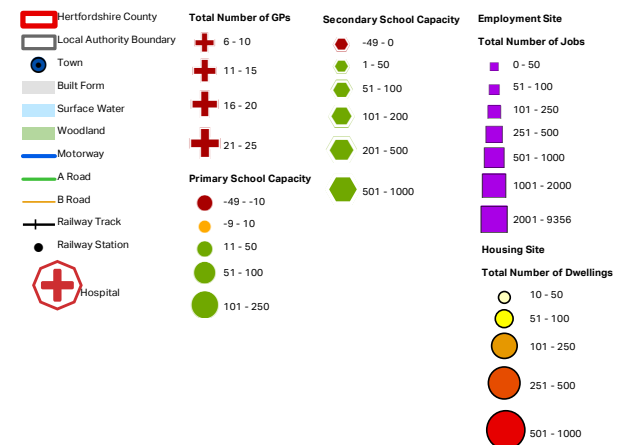 Hertfordshire County
Local Authority Boundary
Town
Built Form
Surface Water
Woodland
Motorway
A Road
B Road
Railway Track
Railway Station
Hospital
Total Number of GPs
6 - 10
11 - 15
16 - 20
21 - 25
Primary School Capacity
-49 - -10
-9 - 10
11 - 50
51 - 100
101 - 250
Secondary School Capacity
-49 - 0
1 - 50
51 - 100
101 - 200
201 - 500
501 - 1000
Employment Site
Total Number of Jobs
0 - 50
51 - 100
101 - 250
251 - 500
501 - 1000
1001 - 2000
2001 - 9356
Housing Site
Total Number of Dwellings
10 - 50
51 - 100
101 - 250
251 - 500
501 - 1000